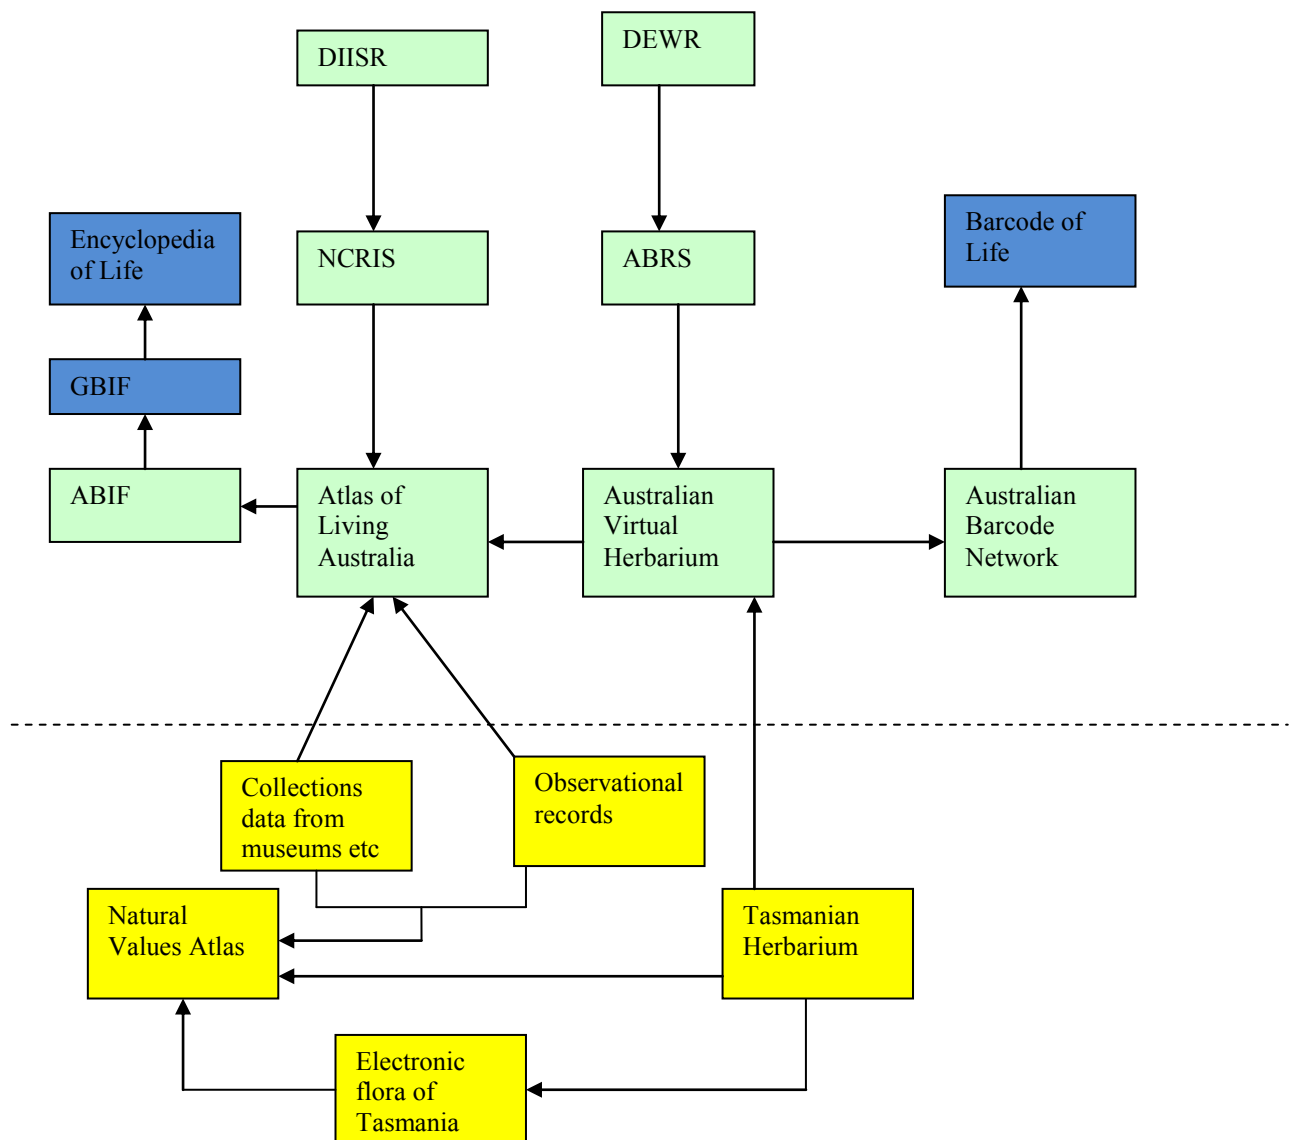 DIISR
DEWR
Encyclopedia
of Life
NCRIS
ABRS
Barcode of
Life
GBIF
ABIF
Atlas of
Living
Australia
Australian
Virtual
Herbarium
Australian
Barcode
Network
Collections
data from
museums etc
Observational
records
Natural
Values Atlas
Tasmanian
Herbarium
Electronic
flora of
Tasmania